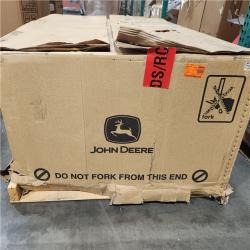 DS/RC
JOHN DEERE
fork
DO NOT FORK FROM THIS END